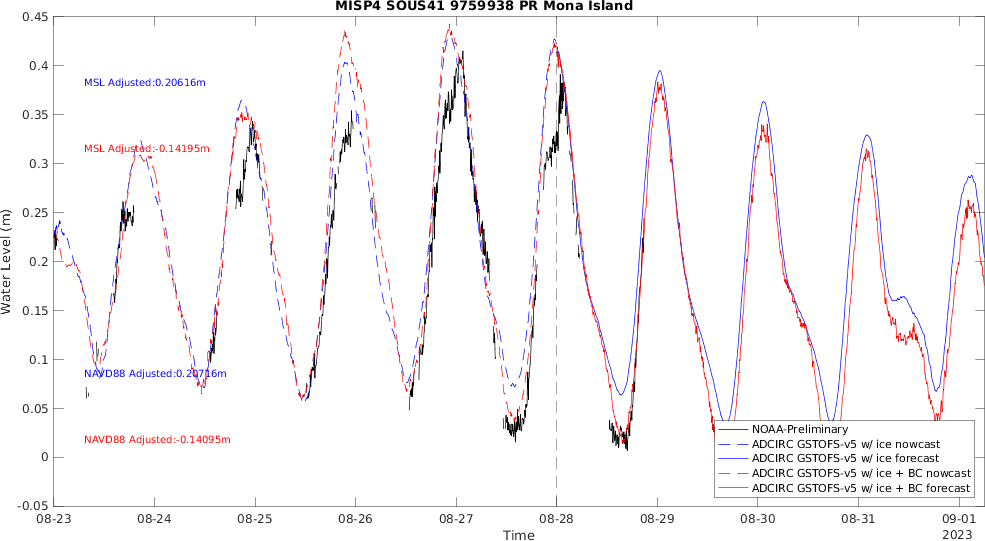 MISP4 SOUS41 9759938 PR Mona Island
0.45
0.4
0.35
0.3
0.25
0.2
0.15
0.1
0.05
0
-0.05
Water Level (m)
MSL Adjusted:0.20616m
MSL Adjusted:-0.14195m
NAVD88 Adjusted:0.20716m
NAVD88 Adjusted:-0.14095m
NOAA-Preliminary
ADCIRC GSTOFS-v5 w/ ice nowcast
ADCIRC GSTOFS-v5 w/ ice forecast
ADCIRC GSTOFS-v5 w/ ice + BC nowcast
ADCIRC GSTOFS-v5 w/ ice + BC forecast
08-23 08-24 08-25 08-26 08-27 08-28 08-29 08-30 08-31 09-01
Time
2023